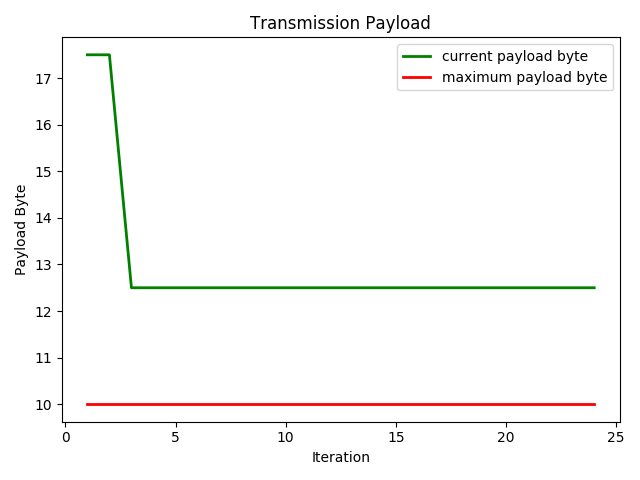 Transmission Payload
current payload byte
maximum payload byte
Payload Byte
17
16
15
14
13
12
11
10
0
5
10
15
20
25
Iteration